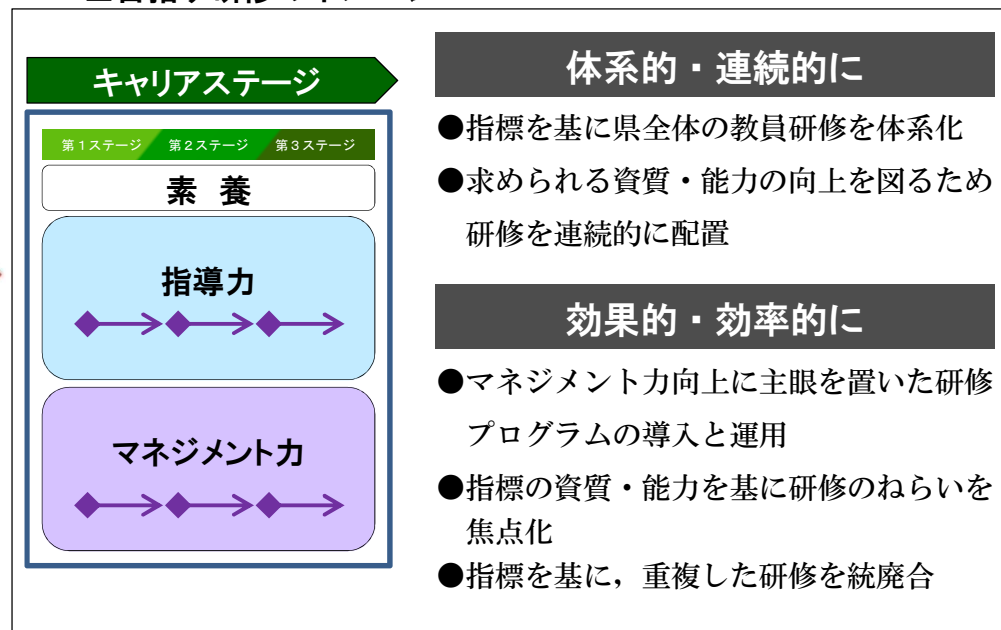 キャリアステージ
第1ステージ 第2ステージ 第3ステージ
素 養
指導力
マネジメント力
体系的・連続的に
●指標を基に県全体の教員研修を体系化
●求められる資質・能力の向上を図るため
研修を連続的に配置
効果的・効率的に
●マネジメント力向上に主眼を置いた研修
プログラムの導入と運用
●指標の資質・能力を基に研修のねらいを
焦点化
●指標を基に，重複した研修を統廃合